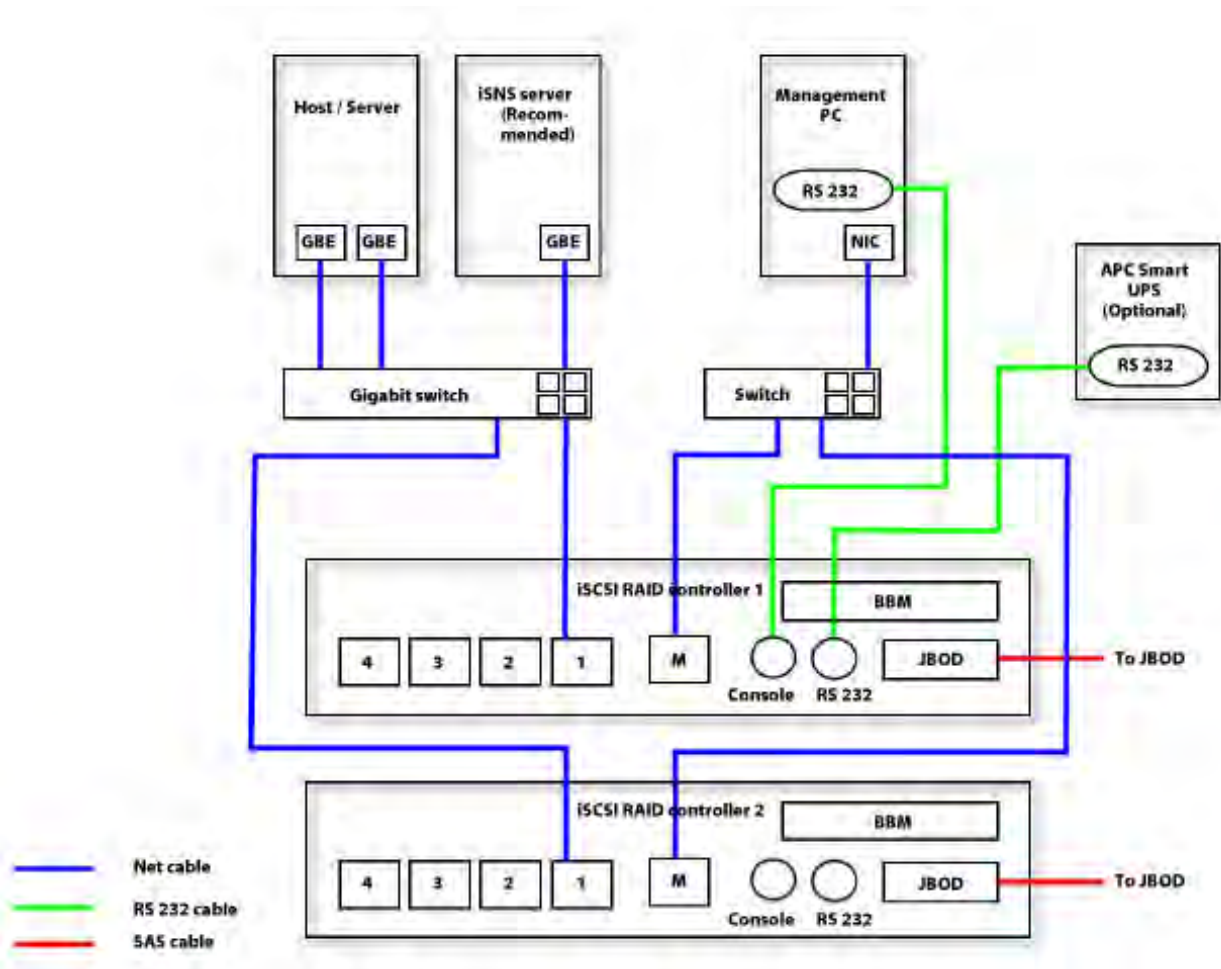 Host / Server
iSNS server
(Recom-
mended)
Management
PC
RS 232
GBE
GBE
GBE
NIC
APC Smart
UPS
(Optional)
RS 232
Gigabit switch
Switch
iSCSI RAID controller 1
BBM
4
3
2
1
M
JBOD
To JBOD
Console
RS 232
iSCSI RAID controller 2
BBM
4
3
2
1
M
JBOD
To JBOD
Console
RS 232
Net cable
RS 232 cable
SAS cable